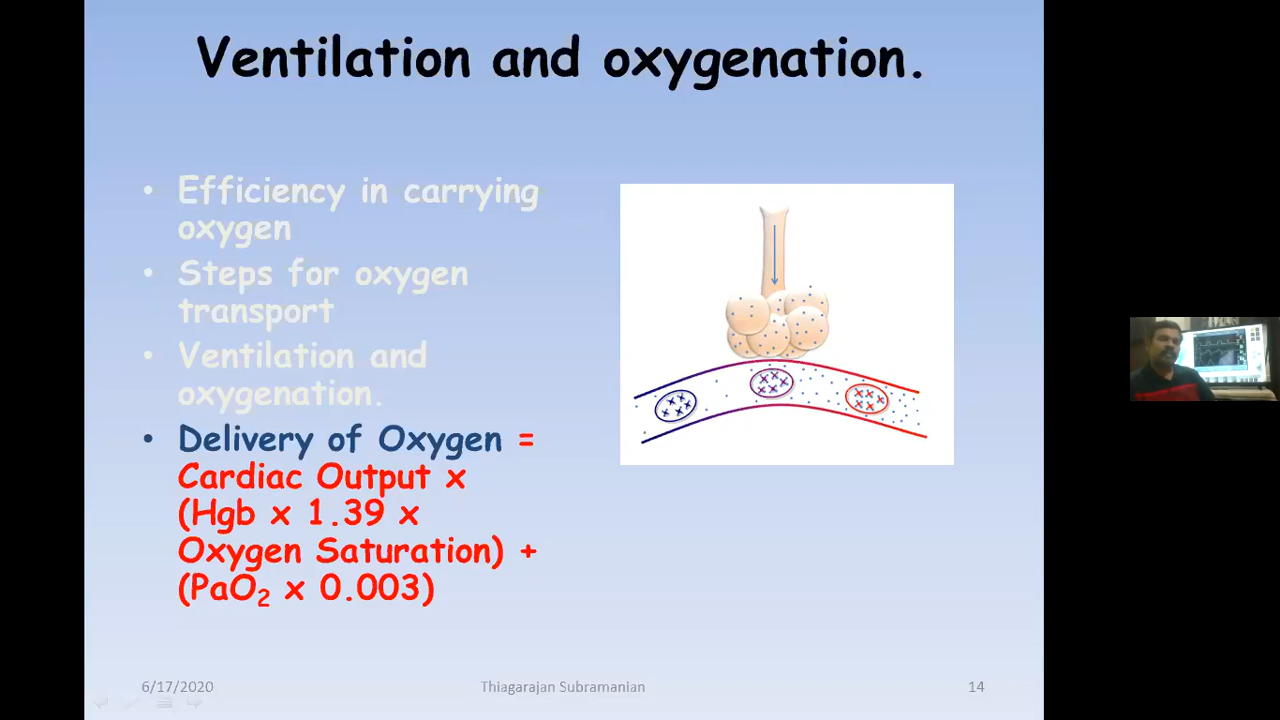 Ventilation and oxygenation.
• Efficiency in carrying
oxygen
• Steps for oxygen
transport
• Ventilation and
oxygenation.
• Delivery of Oxygen =
Cardiac Output x
(Hgb x 1.39 x
Oxygen Saturation) +
(PaO₂ x 0.003)
6/17/2020
Thiagarajan Subramanian
14